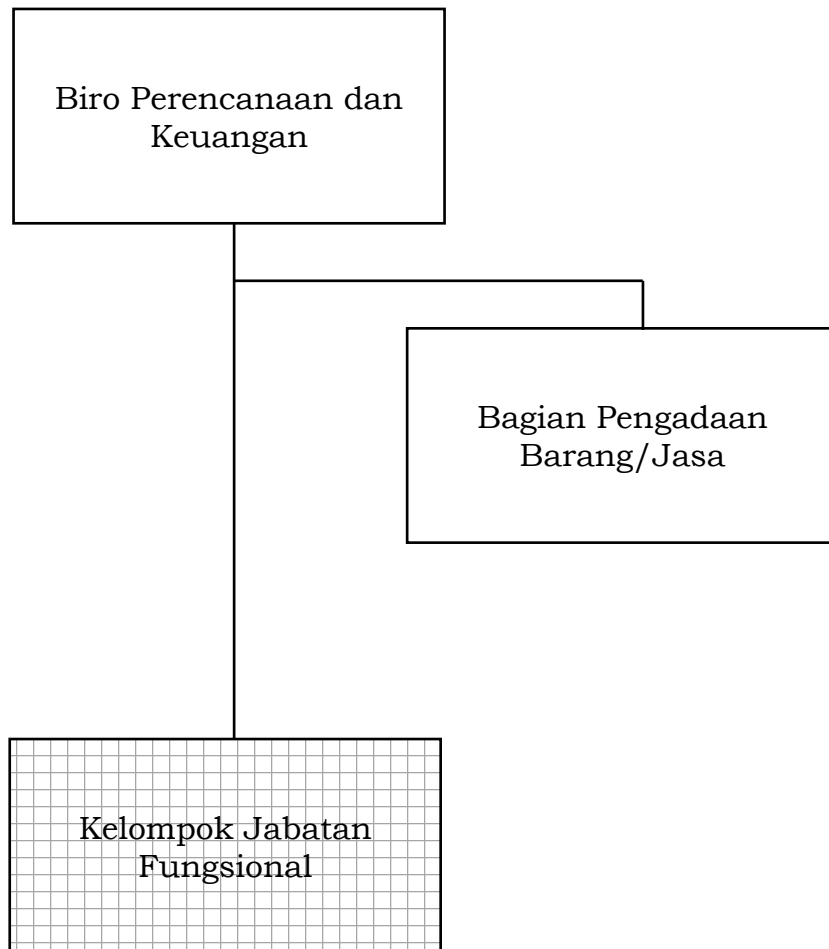 Biro Perencanaan dan
Keuangan
Bagian Pengadaan
Barang/Jasa
Kelompok Jabatan
Fungsional